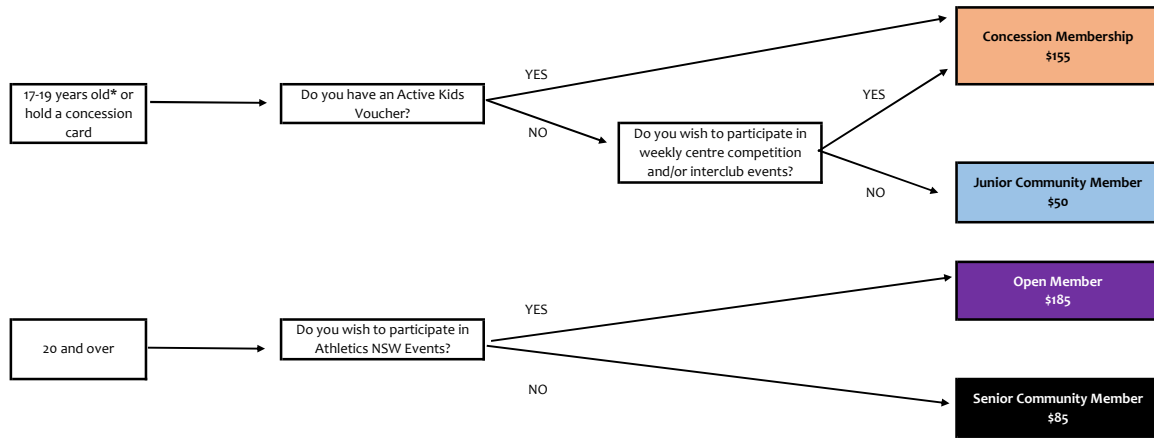 17-19 years old* or
hold a concession
card
Do you have an Active Kids
Voucher?
YES
NO
Do you wish to participate in
weekly centre competition
and/or interclub events?
YES
NO
Concession Membership
$155
Junior Community Member
$50
20 and over
Do you wish to participate in
Athletics NSW Events?
YES
NO
Open Member
$185
Senior Community Member
$85